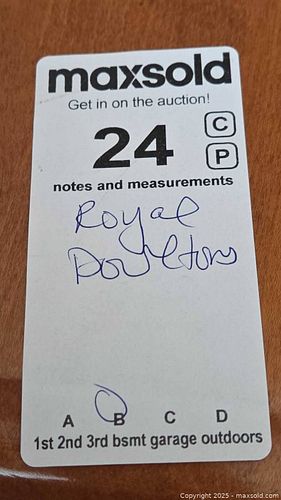 maxsold
Get in on the auction!
24
C
P
notes and measurements
Royal
Doultons
A B C D
1st 2nd 3rd bsmt garage outdoors
Copyright 2025 - maxsold.com